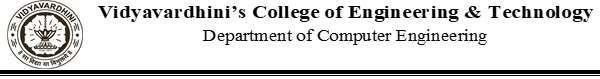 VIDYAVARDHINI
Vidyavardhini's College of Engineering & Technology
Department of Computer Engineering